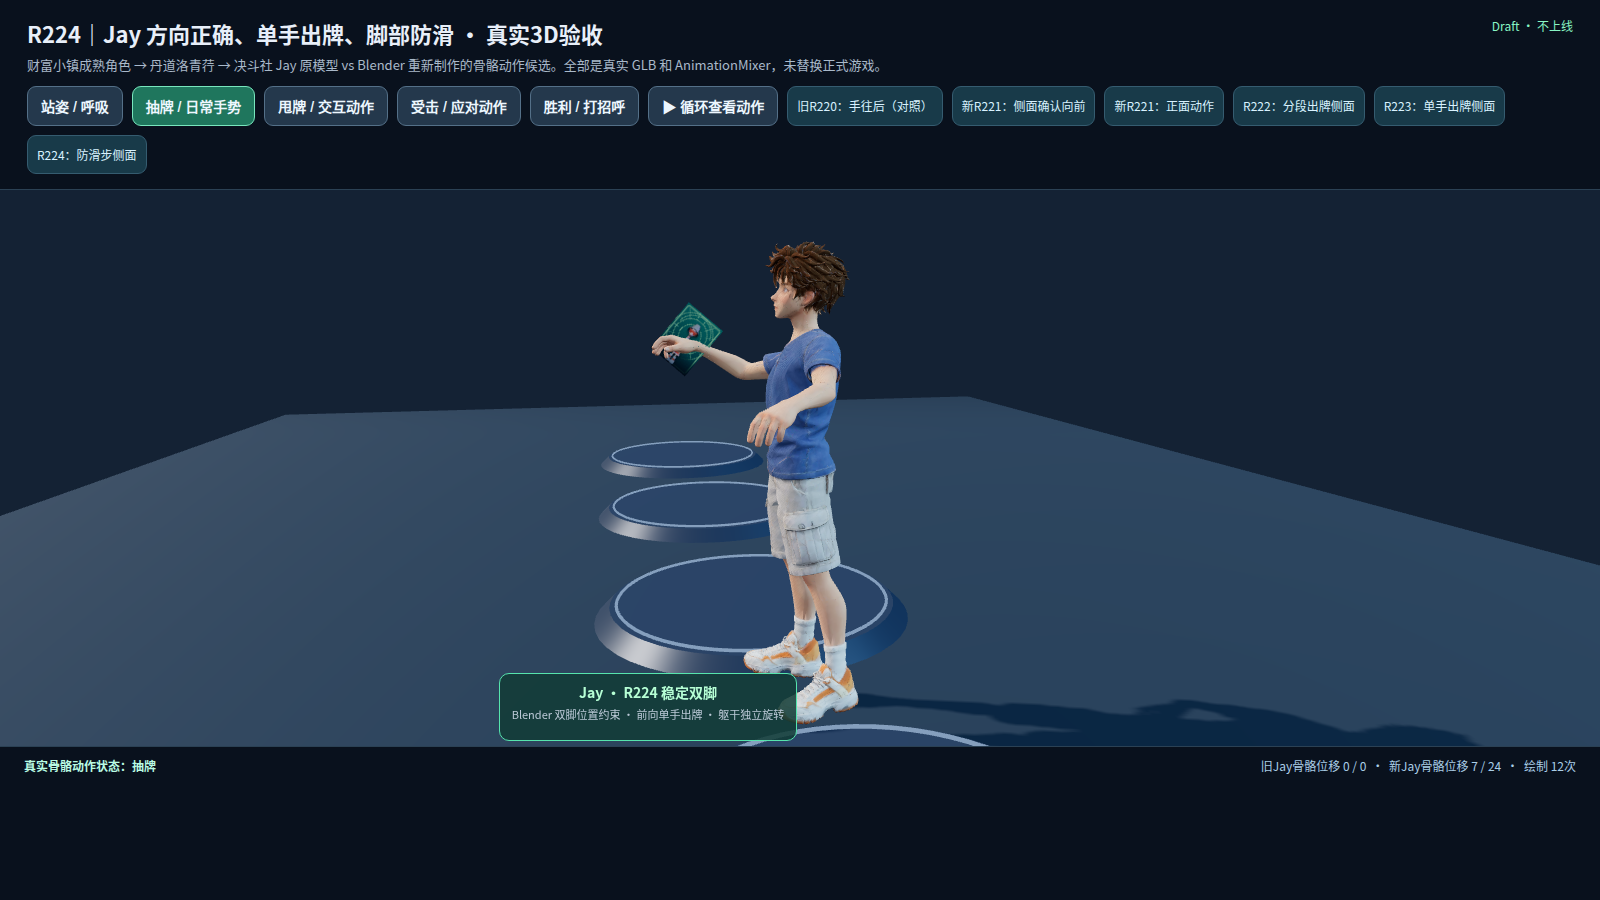 R224｜Jay 方向正确、单手出牌、脚部防滑 · 真实3D验收
Draft · 不上线
财富小镇成熟角色 → 丹道洛青荇 → 决斗社 Jay 原模型 vs Blender 重新制作的骨骼动作候选。全部是真实 GLB 和 AnimationMixer，未替换正式游戏。
站姿 / 呼吸
抽牌 / 日常手势
甩牌 / 交互动作
受击 / 应对动作
胜利 / 打招呼
▶ 循环查看动作
旧R220：手往后（对照）
新R221：侧面确认向前
新R221：正面动作
R222：分段出牌侧面
R223：单手出牌侧面
R224：防滑步侧面
Jay · R224 稳定双脚
Blender 双脚位置约束 · 前向单手出牌 · 躯干独立旋转
真实骨骼动作状态：抽牌
旧Jay骨骼位移 0 / 0 · 新Jay骨骼位移 7 / 24 · 绘制 12次